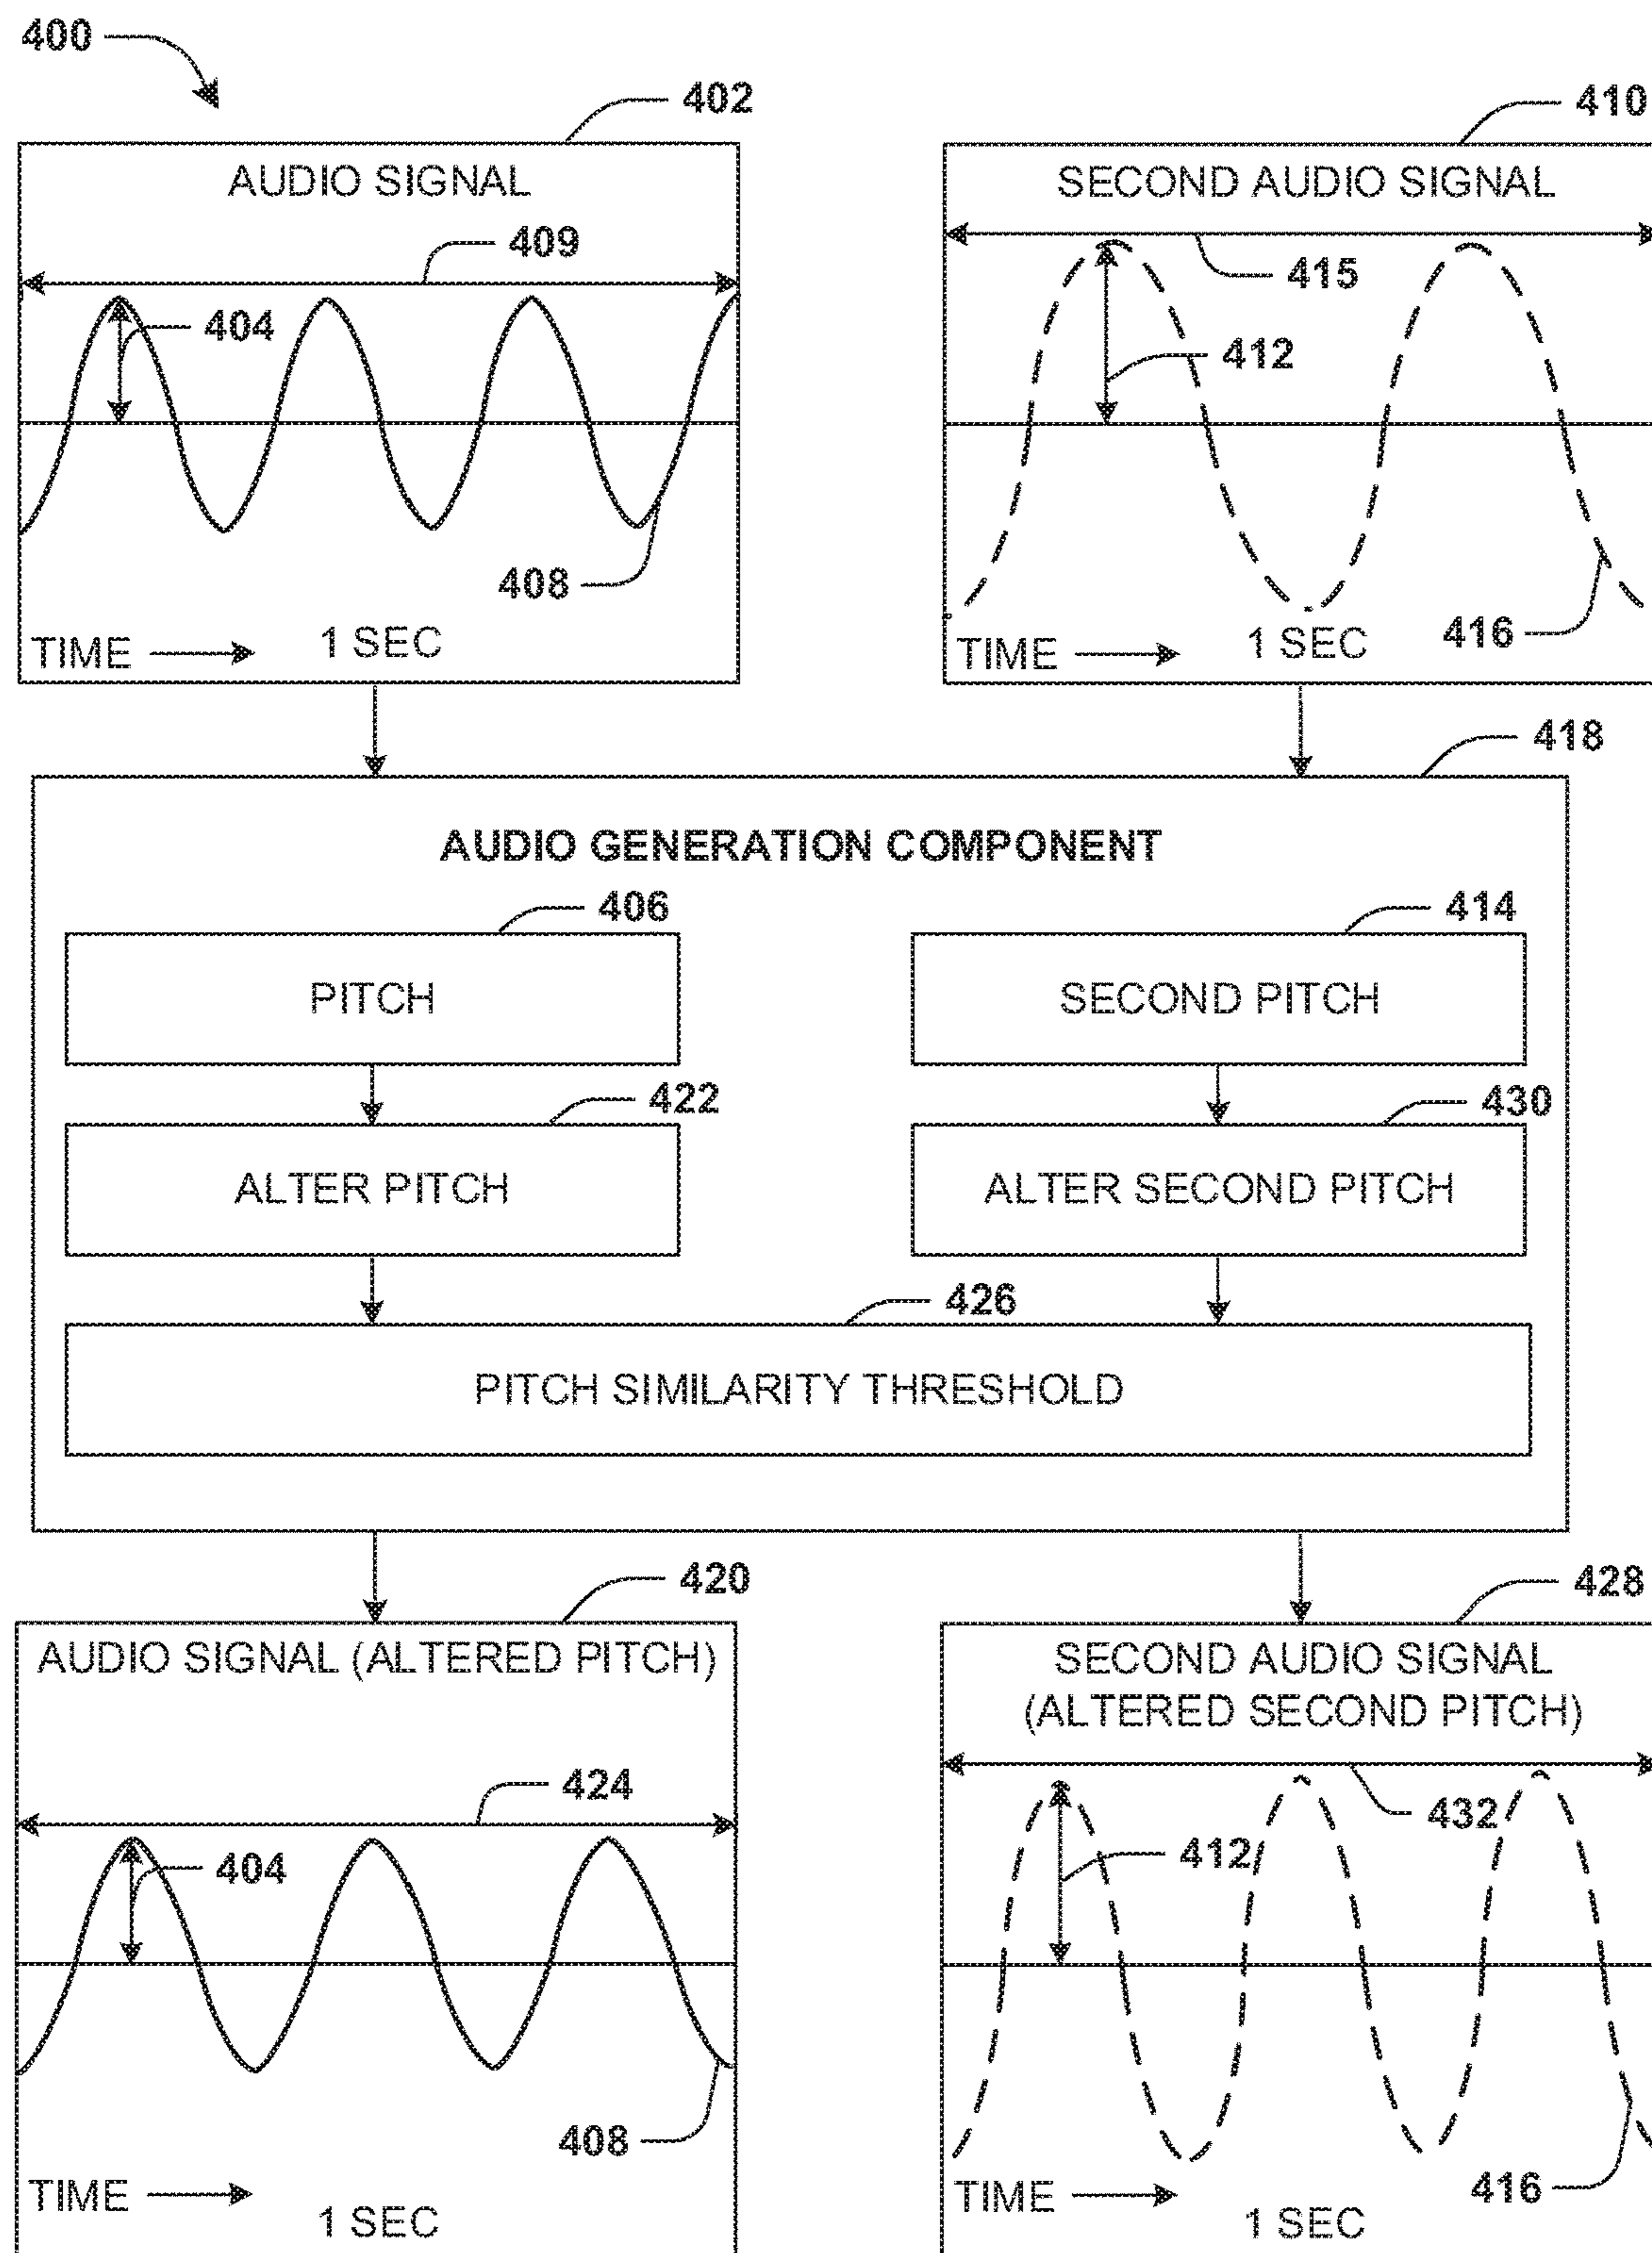 400
402
AUDIO SIGNAL
409
404
408
TIME
1 SEC
410
SECOND AUDIO SIGNAL
415
412
416
TIME
1 SEC
418
AUDIO GENERATION COMPONENT
406
PITCH
414
SECOND PITCH
422
ALTER PITCH
430
ALTER SECOND PITCH
426
PITCH SIMILARITY THRESHOLD
420
AUDIO SIGNAL (ALTERED PITCH)
424
404
408
TIME
1 SEC
428
SECOND AUDIO SIGNAL
(ALTERED SECOND PITCH)
432
412
416
TIME
1 SEC